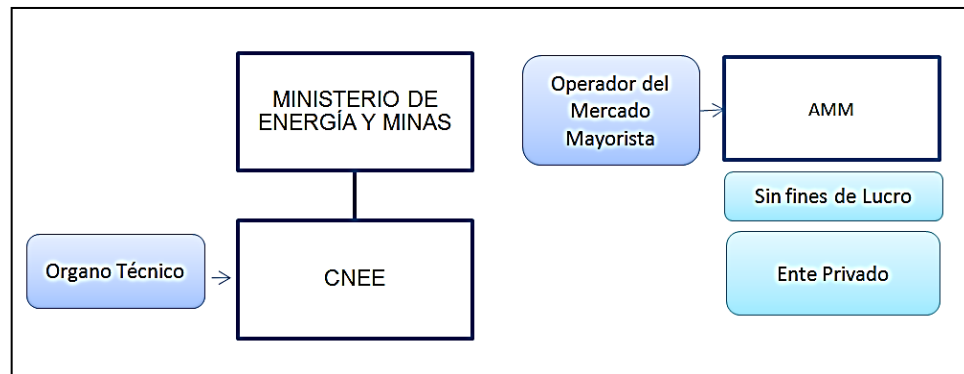 MINISTERIO DE
ENERGÍA Y MINAS
Organo Técnico
CNEE
Operador del
Mercado
Mayorista
AMM
Sin fines de Lucro
Ente Privado